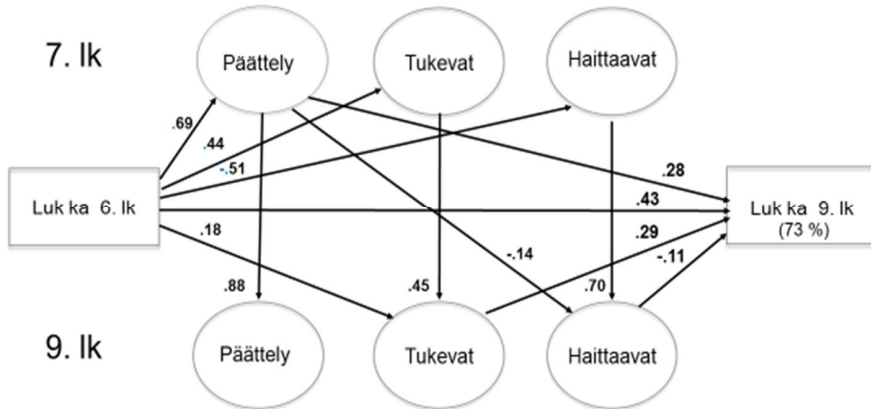 7. lk
Päättely
Tukevat
Haittaavat
.69
.44
-.51
.28
Luk ka 6. lk
.43
Luk ka 9. lk
(73 %)
.18
.29
-.14
-.11
.88
.45
.70
9. lk
Päättely
Tukevat
Haittaavat